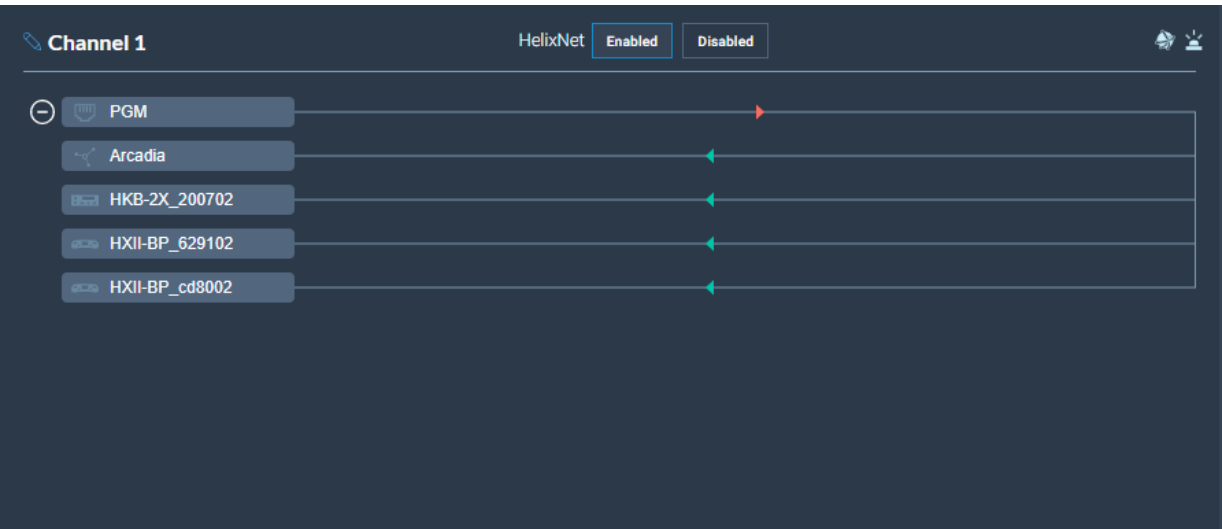 Channel 1 HelixNet Enabled Disabled
PGM
Arcadia
HKB-2X_200702
HXII-BP_629102
HXII-BP_cd8002